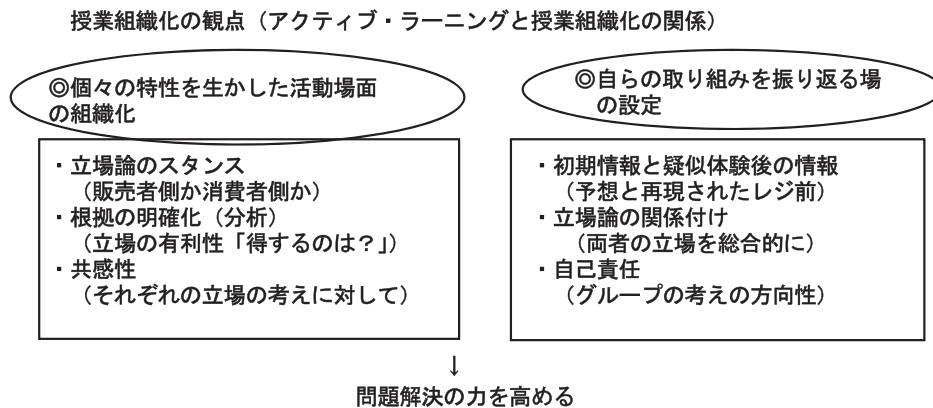 授業組織化の観点（アクティブ・ラーニングと授業組織化の関係）
◎個々の特性を生かした活動場面
の組織化
・立場論のスタンス
（販売者側か消費者側か）
・根拠の明確化（分析）
（立場の有利性「得するのは？」）
・共感性
（それぞれの立場の考えに対して）
◎自らの取り組みを振り返る場
の設定
・初期情報と疑似体験後の情報
（予想と再現されたレジ前）
・立場論の関係付け
（両者の立場を総合的に）
・自己責任
（グループの考えの方向性）
↓
問題解決の力を高める